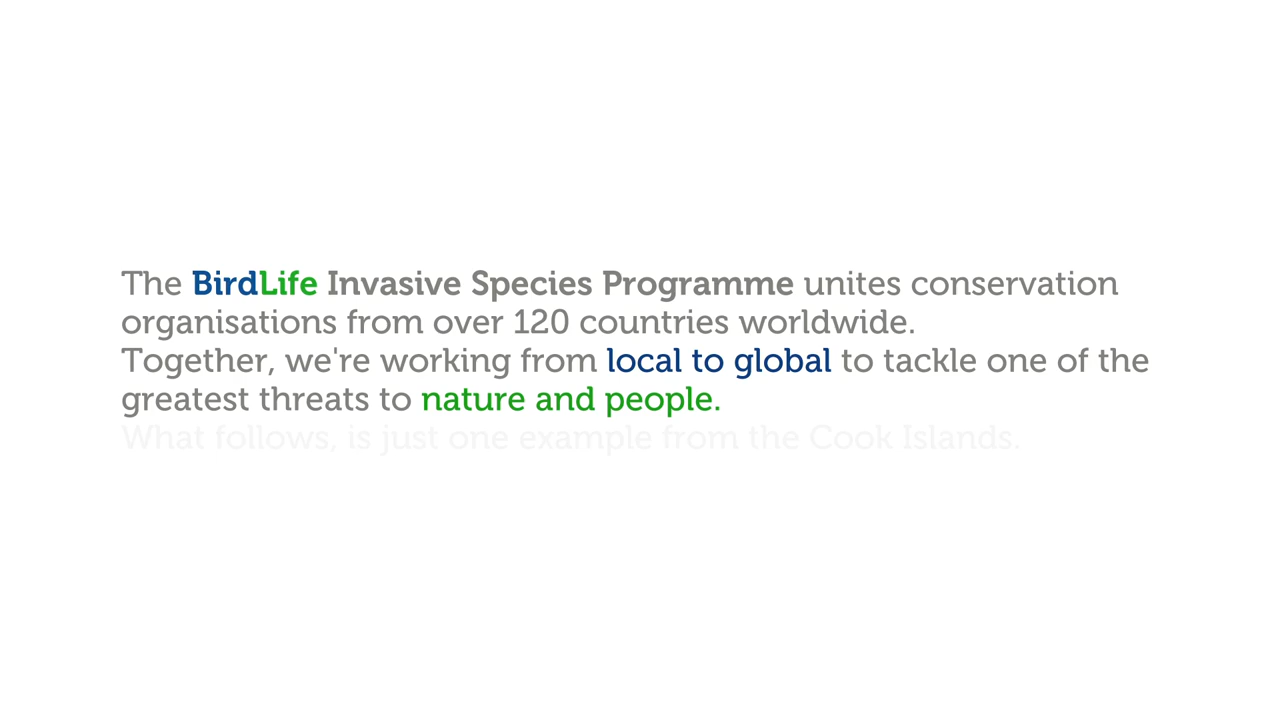 The BirdLife Invasive Species Programme unites conservation
organisations from over 120 countries worldwide.
Together, we're working from local to global to tackle one of the
greatest threats to nature and people.
What follows, is just one example from the Cook Islands.